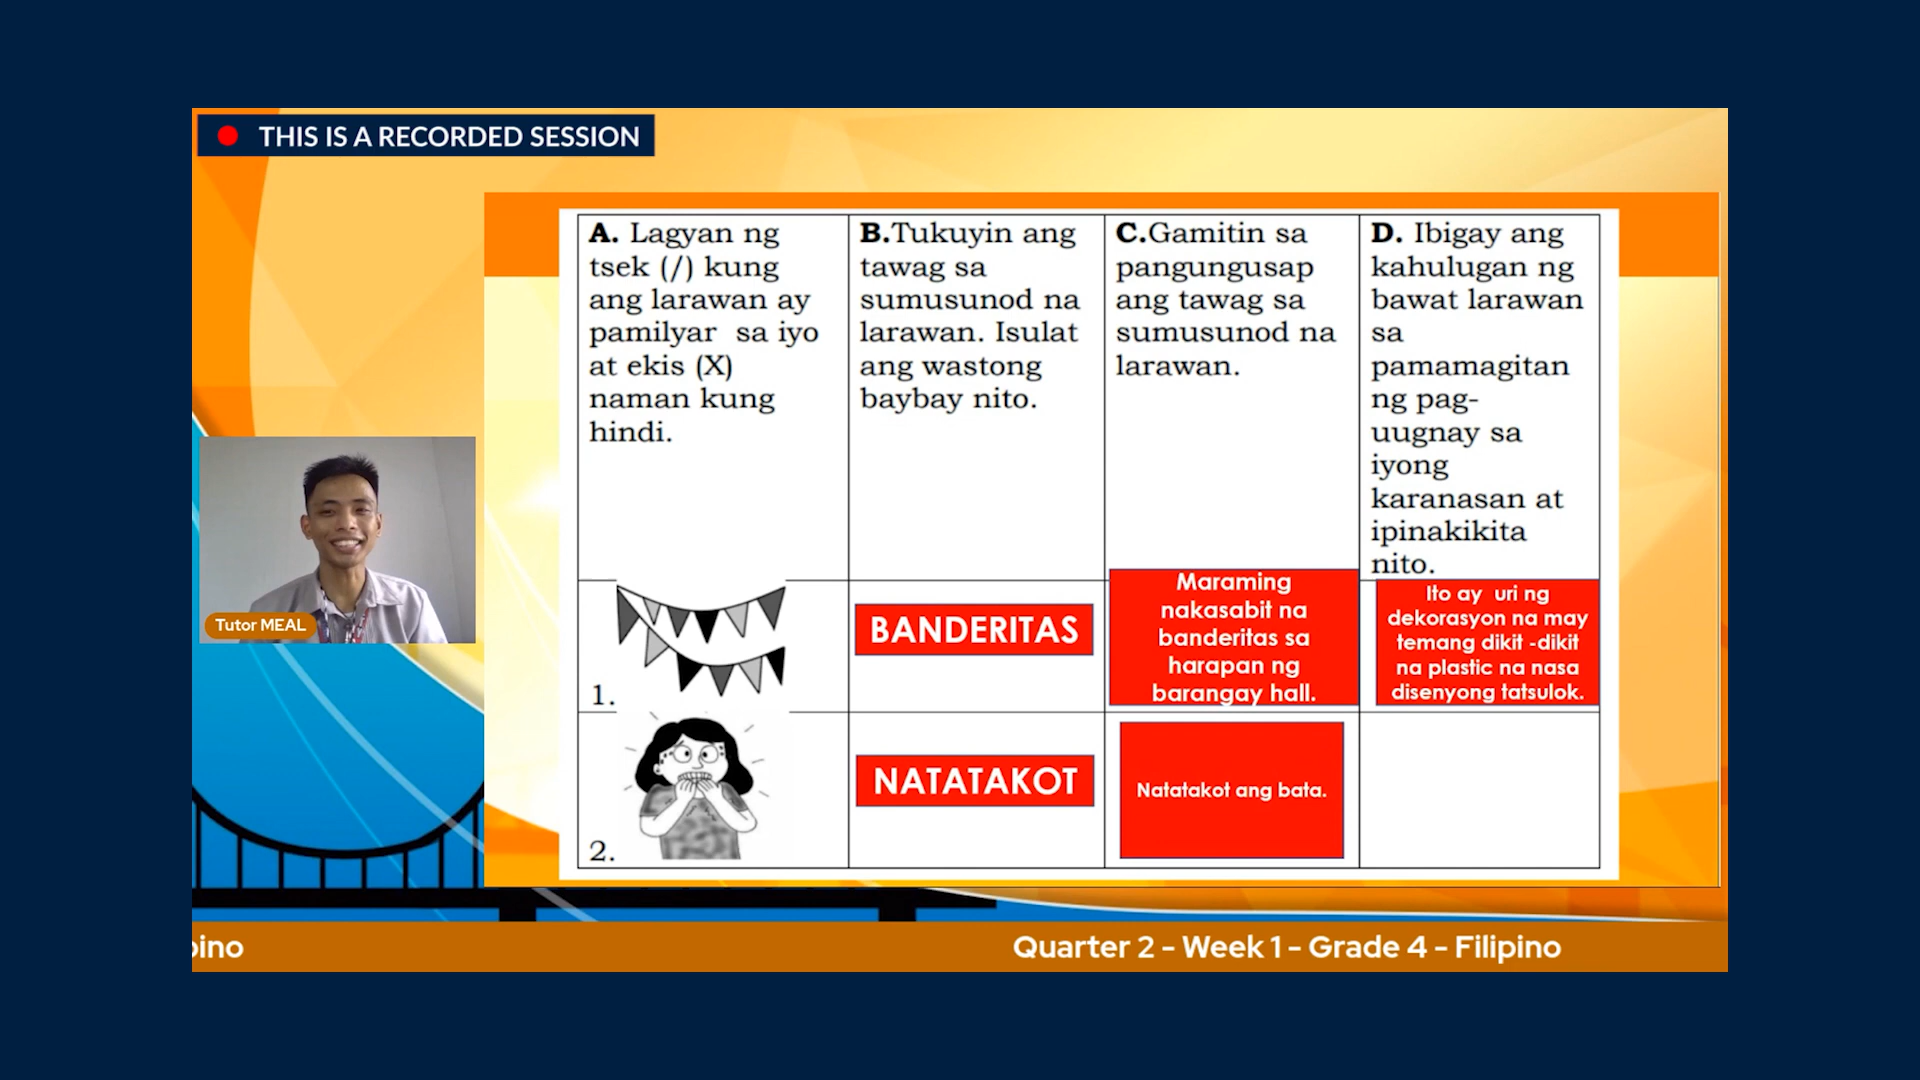 THIS IS A RECORDED SESSION
A. Lagyan ng
tsek (/) kung
ang larawan ay
pamilyar sa iyo
at ekis (X)
naman kung
hindi.
B.Tukuyin ang
tawag sa
sumusunod na
larawan. Isulat
ang wastong
baybay nito.
C.Gamitin sa
pangungusap
ang tawag sa
sumusunod na
larawan.
D. Ibigay ang
kahulugan ng
bawat larawan
sa
pamamagitan
ng pag-
uugnay sa
iyong
karanasan at
ipinakikita
nito.
1.
BANDERITAS
Maraming
nakasabit na
banderitas sa
harapan ng
barangay hall.
Ito ay uri ng
dekorasyon na may
temang dikit -dikit
na plastic na nasa
disenyong tatsulok.
2.
NATATAKOT
Natatakot ang bata.
Tutor MEAL
pino
Quarter 2 - Week 1 - Grade 4 - Filipino